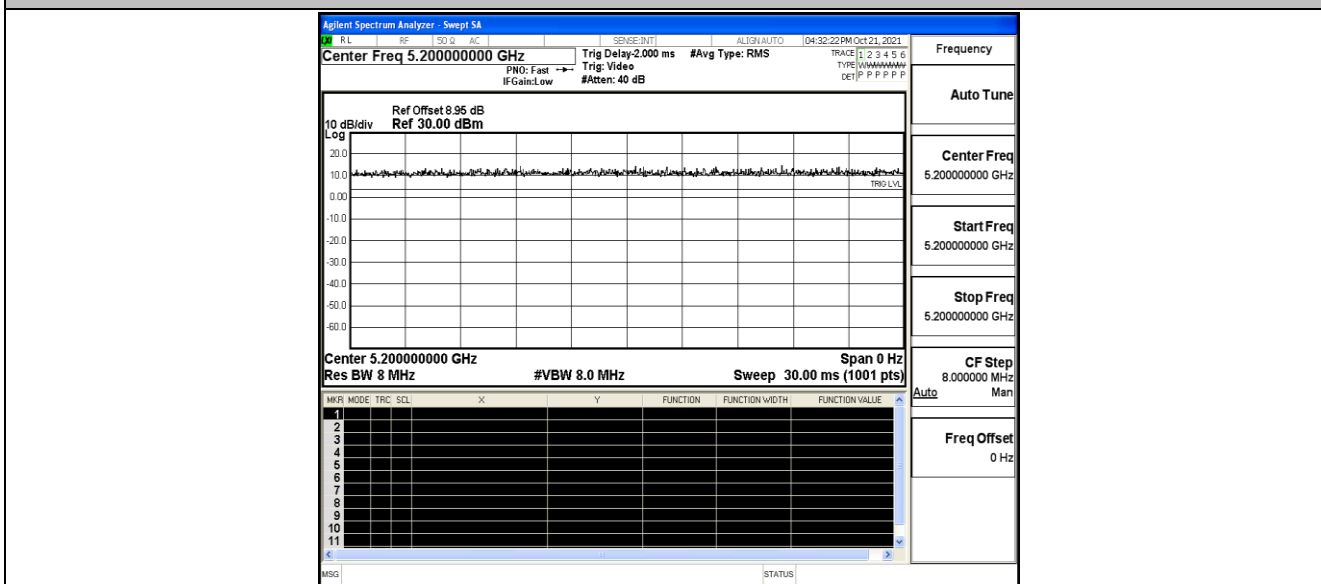 Agilent Spectrum Analyzer - Swept SA
RL RF 50 Ω AC SENSE:INT ALIGNAUTO 04:32:22 PM Oct 21, 2021
Center Freq 5.200000000 GHz
PNO: Fast
IFGain:Low
Trig Delay-2.000 ms
Trig: Video
#Atten: 40 dB
#Avg Type: RMS
TRACE 1 2 3 4 5 6
TYPE
DET P P P P P P
Ref Offset 8.95 dB
10 dB/div Ref 30.00 dBm
Log
20.0
10.0
0.00
-10.0
-20.0
-30.0
-40.0
-50.0
-60.0
TRIG LVL
Center 5.200000000 GHz Span 0 Hz
Res BW 8 MHz #VBW 8.0 MHz Sweep 30.00 ms (1001 pts)
MKR MODE TRC SCL X Y FUNCTION FUNCTION WIDTH FUNCTION VALUE
1
2
3
4
5
6
7
8
9
10
11
MSG STATUS
Frequency
Auto Tune
Center Freq
5.200000000 GHz
Start Freq
5.200000000 GHz
Stop Freq
5.200000000 GHz
CF Step
8.000000 MHz
Auto Man
Freq Offset
0 Hz